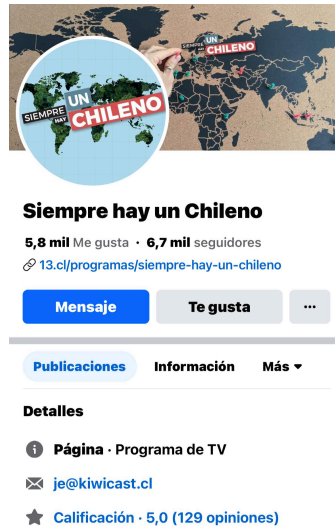 SIEMPRE HAY UN CHILENO
SIEMPRE HAY UN CHILENO
Siempre hay un Chileno
5,8 mil Me gusta · 6,7 mil seguidores
13.cl/programas/siempre-hay-un-chileno
Mensaje
Te gusta
...
Publicaciones
Información
Más
Detalles
Página · Programa de TV
je@kiwicast.cl
Calificación · 5,0 (129 opiniones)